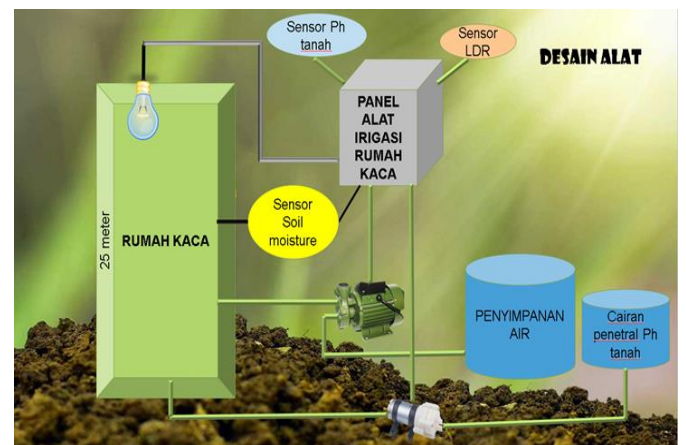 Sensor Ph
tanah
Sensor
LDR
DESAIN ALAT
PANEL
ALAT
IRIGASI
RUMAH
KACA
Sensor
Soil
moisture
25 meter
RUMAH KACA
PENYIMPANAN
AIR
Cairan
penetral Ph
tanah